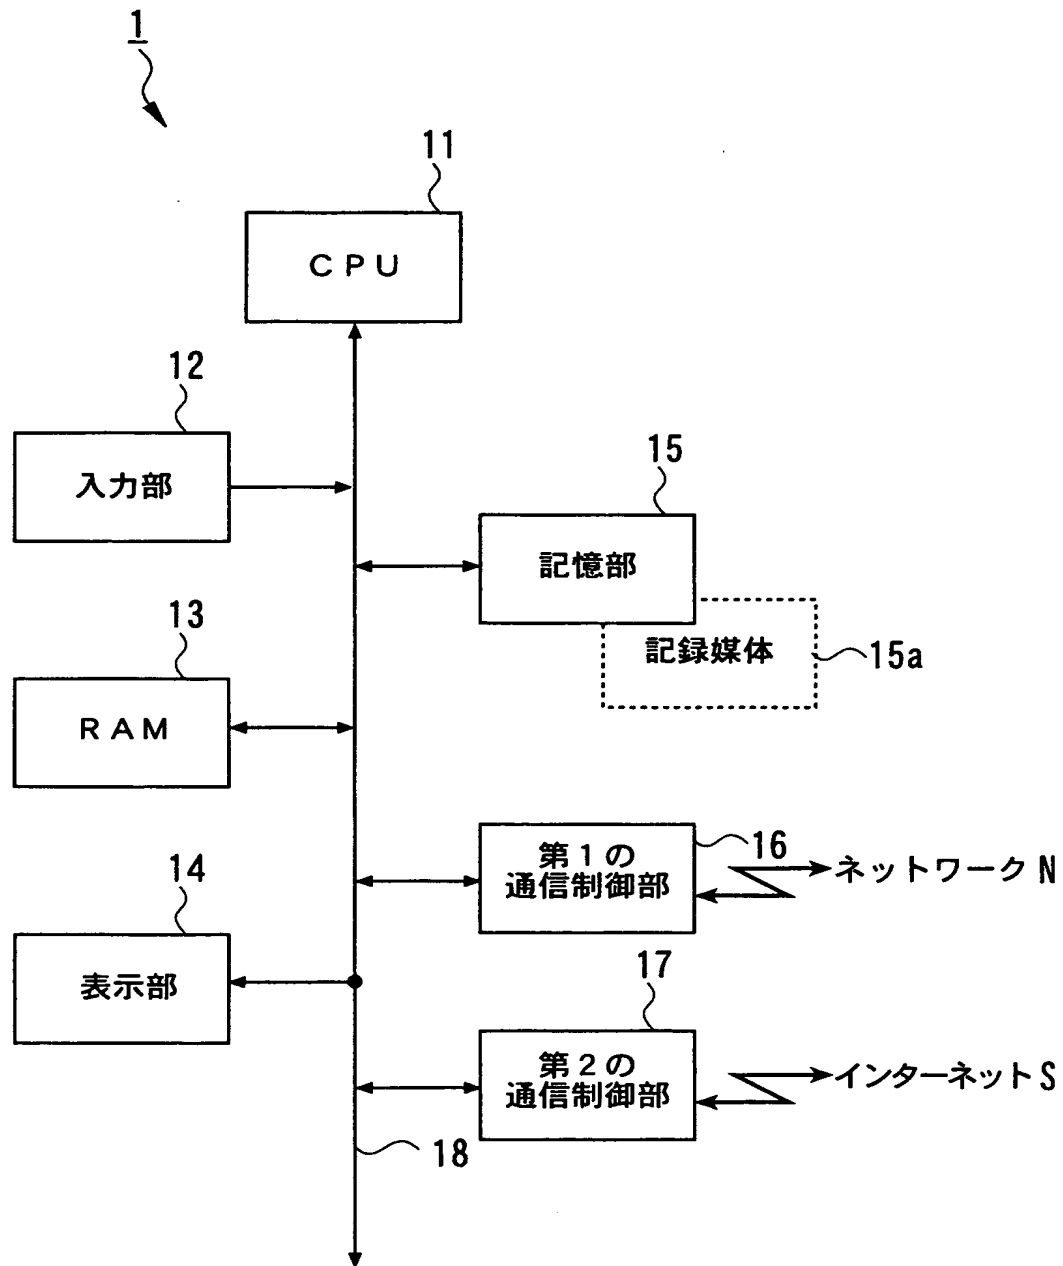 1
11
CPU
12
入力部
15
記憶部
記録媒体
15a
13
RAM
16
第1の
通信制御部
ネットワークN
14
表示部
17
第2の
通信制御部
インターネットS
18